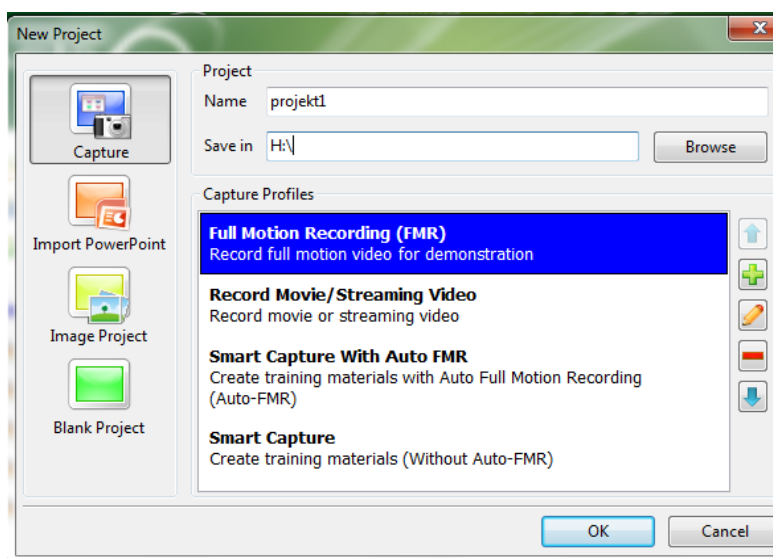 New Project
Capture
Import PowerPoint
Image Project
Blank Project
Project
Name projekt1
Save in H:\ Browse
Capture Profiles
Full Motion Recording (FMR)
Record full motion video for demonstration
Record Movie/Streaming Video
Record movie or streaming video
Smart Capture With Auto FMR
Create training materials with Auto Full Motion Recording
(Auto-FMR)
Smart Capture
Create training materials (Without Auto-FMR)
OK Cancel